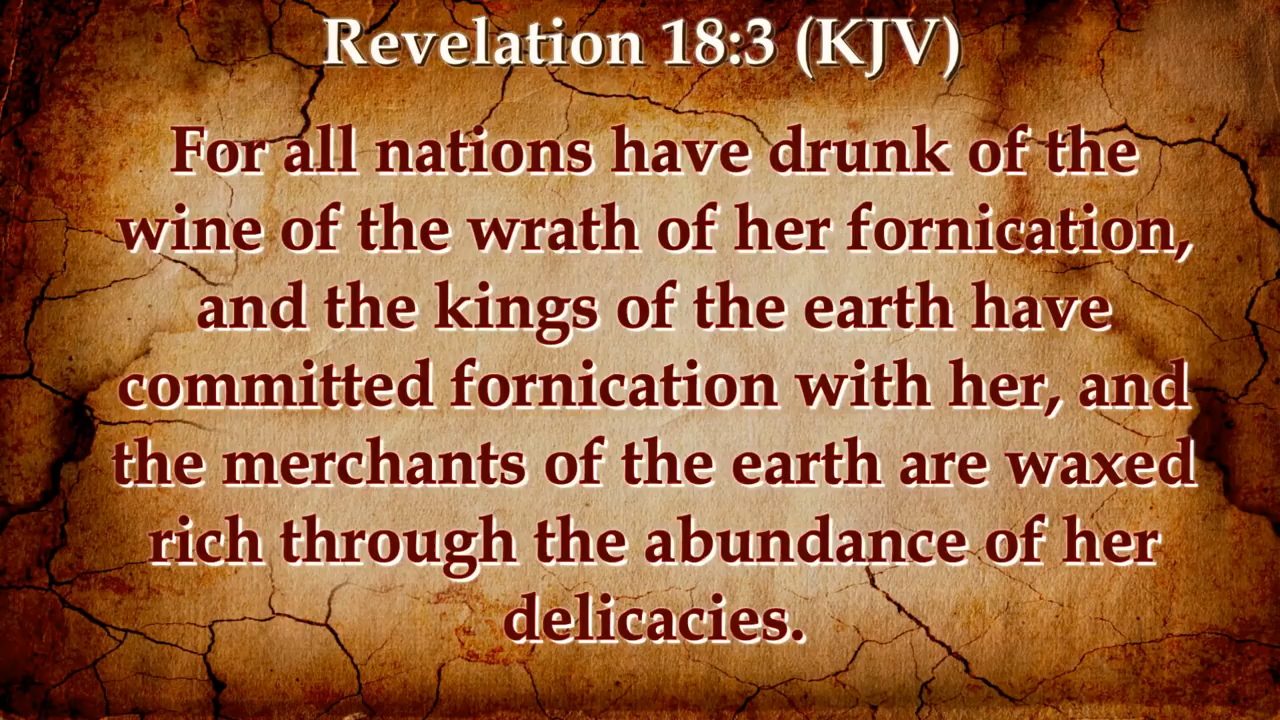 Revelation 18:3 (KJV)
For all nations have drunk of the
wine of the wrath of her fornication,
and the kings of the earth have
committed fornication with her, and
the merchants of the earth are waxed
rich through the abundance of her
delicacies.